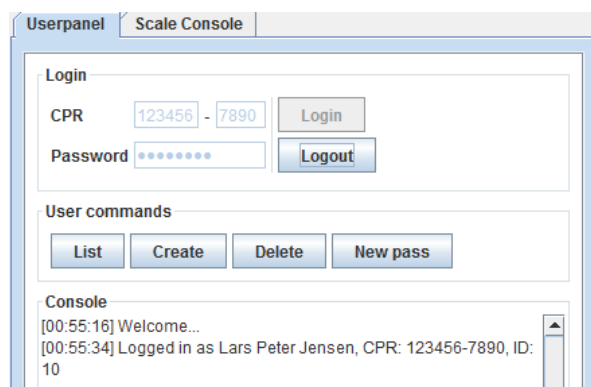 Userpanel Scale Console
Login
CPR 123456 - 7890 Login
Password ●●●●●●●● Logout
User commands
List Create Delete New pass
Console
[00:55:16] Welcome...
[00:55:34] Logged in as Lars Peter Jensen, CPR: 123456-7890, ID:
10